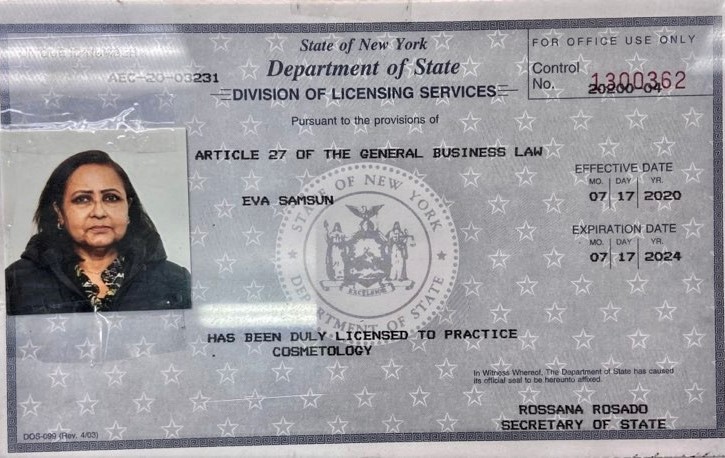 State of New York
Department of State
DIVISION OF LICENSING SERVICES
FOR OFFICE USE ONLY
Control
No. 1300362
AEC-20-03231
Pursuant to the provisions of
ARTICLE 27 OF THE GENERAL BUSINESS LAW
EVA SAMSUN
EFFECTIVE DATE
MO. DAY YR.
07 17 2020
EXPIRATION DATE
MO. DAY YR.
07 17 2024
STATE OF NEW YORK
EXCELSIOR
DEPARTMENT OF STATE
HAS BEEN DULY LICENSED TO PRACTICE
COSMETOLOGY
In Witness Whereof, The Department of State has caused
its official seal to be hereunto affixed.
ROSSANA ROSADO
SECRETARY OF STATE
DOS-099 (Rev. 4/03)